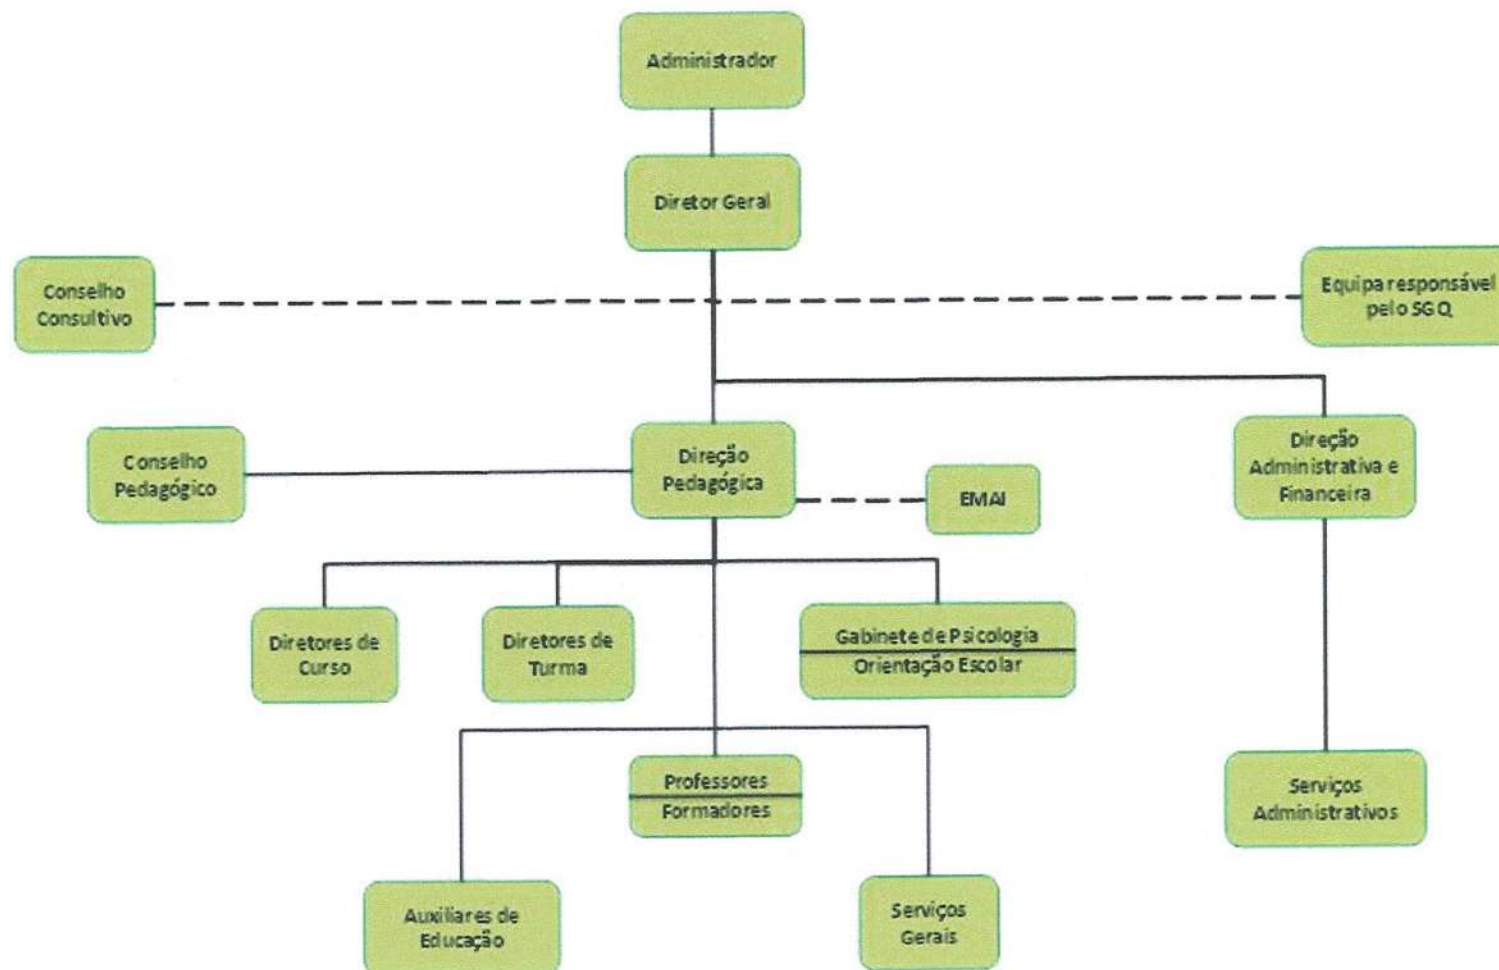 Administrador
Diretor Geral
Conselho
Consultivo
Equipa responsável
pelo SGQ
Conselho
Pedagógico
Direção
Pedagógica
EMAI
Direção
Administrativa e
Financeira
Diretores de
Curso
Diretores de
Turma
Gabinete de Psicologia
Orientação Escolar
Professores
Formadores
Serviços
Administrativos
Auxiliares de
Educação
Serviços
Gerais